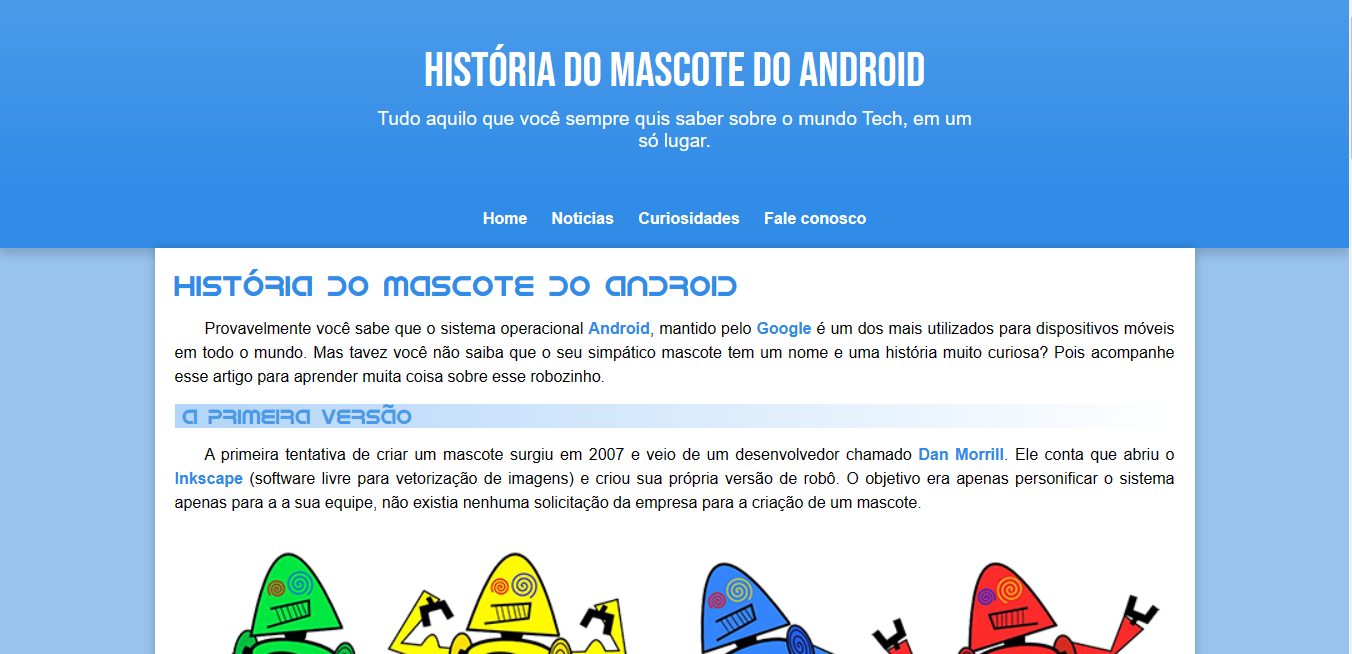 HISTÓRIA DO MASCOTE DO ANDROID
Tudo aquilo que você sempre quis saber sobre o mundo Tech, em um
só lugar.
Home Noticias Curiosidades Fale conosco
HISTÓRIA DO MASCOTE DO ANDROID
Provavelmente você sabe que o sistema operacional Android, mantido pelo Google é um dos mais utilizados para dispositivos móveis
em todo o mundo. Mas tavez você não saiba que o seu simpático mascote tem um nome e uma história muito curiosa? Pois acompanhe
esse artigo para aprender muita coisa sobre esse robozinho.
A PRIMEIRA VERSÃO
A primeira tentativa de criar um mascote surgiu em 2007 e veio de um desenvolvedor chamado Dan Morrill. Ele conta que abriu o
Inkscape (software livre para vetorização de imagens) e criou sua própria versão de robô. O objetivo era apenas personificar o sistema
apenas para a a sua equipe, não existia nenhuma solicitação da empresa para a criação de um mascote.